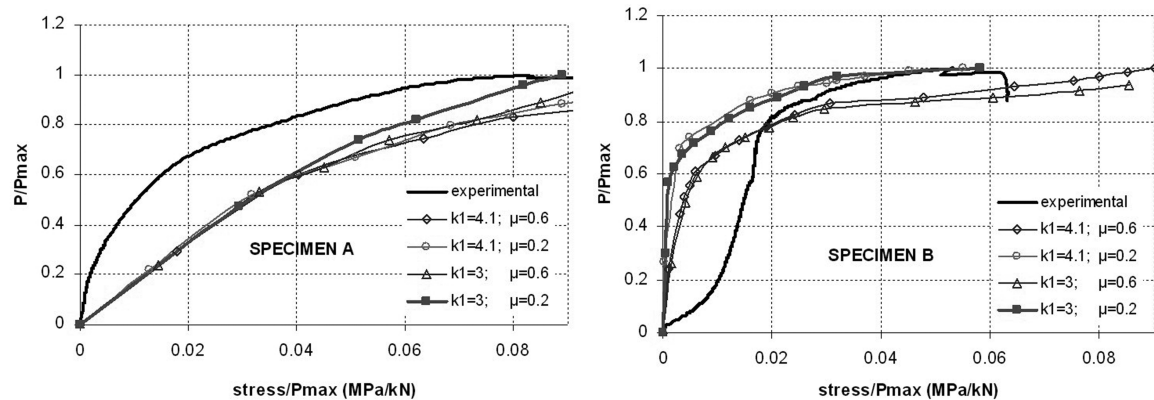 1.2
1
0.8
0.6
0.4
0.2
0
P/Pmax
0 0.02 0.04 0.06 0.08
stress/Pmax (MPa/kN)
SPECIMEN A
experimental
k1=4.1; μ=0.6
k1=4.1; μ=0.2
k1=3; μ=0.6
k1=3; μ=0.2
1.2
1
0.8
0.6
0.4
0.2
0
P/Pmax
0 0.02 0.04 0.06 0.08
stress/Pmax (MPa/kN)
SPECIMEN B
experimental
k1=4.1; μ=0.6
k1=4.1; μ=0.2
k1=3; μ=0.6
k1=3; μ=0.2